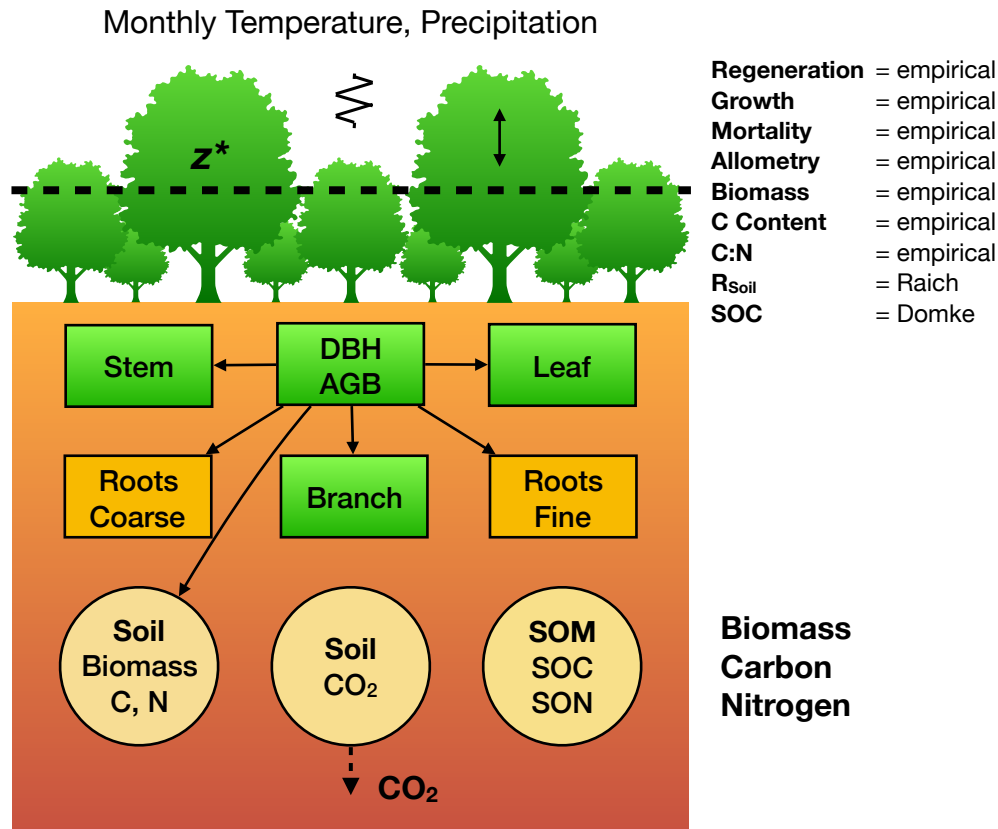 Monthly Temperature, Precipitation
z*
Regeneration = empirical
Growth = empirical
Mortality = empirical
Allometry = empirical
Biomass = empirical
C Content = empirical
C:N = empirical
R_Soil = Raich
SOC = Domke
Stem
DBH
AGB
Leaf
Roots
Coarse
Branch
Roots
Fine
Soil
Biomass
C, N
Soil
CO₂
SOM
SOC
SON
Biomass
Carbon
Nitrogen
CO₂